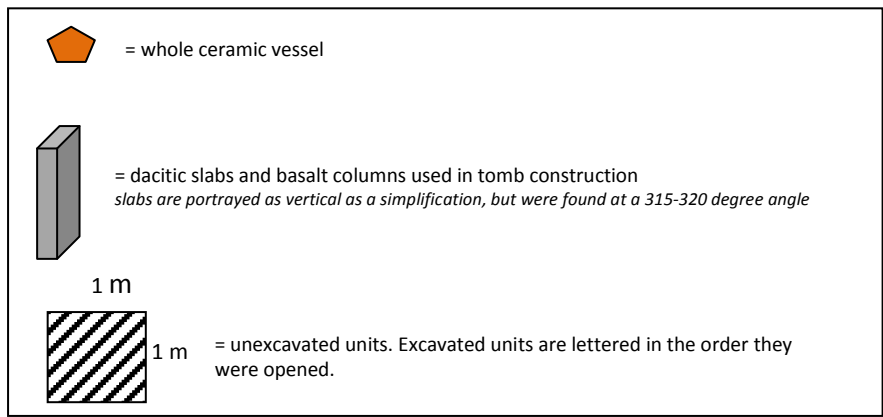 = whole ceramic vessel
= dacitic slabs and basalt columns used in tomb construction
slabs are portrayed as vertical as a simplification, but were found at a 315-320 degree angle
1 m
1 m
= unexcavated units. Excavated units are lettered in the order they
were opened.